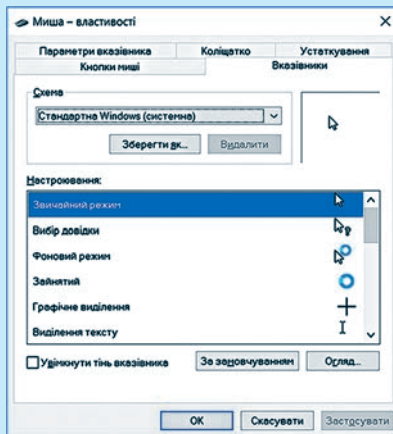 Миша – властивості
Параметри вказівника Коліщатко Устаткування
Кнопки миші Вказівники
Схема
Стандартна Windows (системна)
Зберегти як... Видалити
Настроювання:
Звичайний режим
Вибір довідки
Фоновий режим
Зайнятий
Графічне виділення
Виділення тексту
Увімкнути тінь вказівника За замовчуванням Огляд...
ОК Скасувати Застосувати